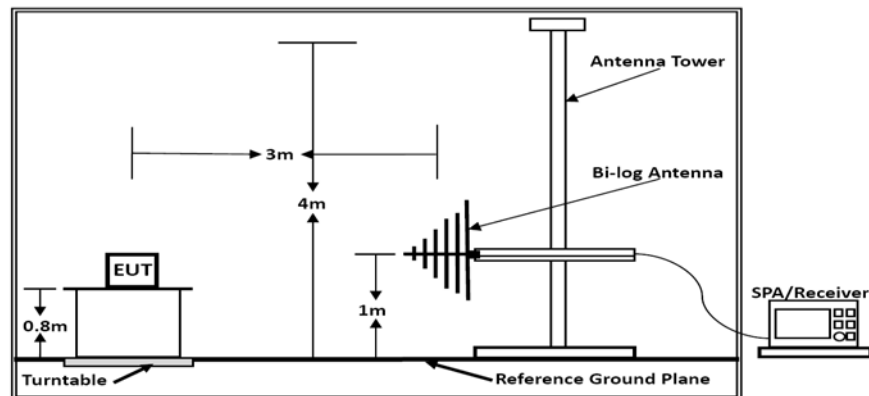 Antenna Tower
3m
Bi-log Antenna
4m
EUT
SPA/Receiver
1m
0.8m
Turntable
Reference Ground Plane